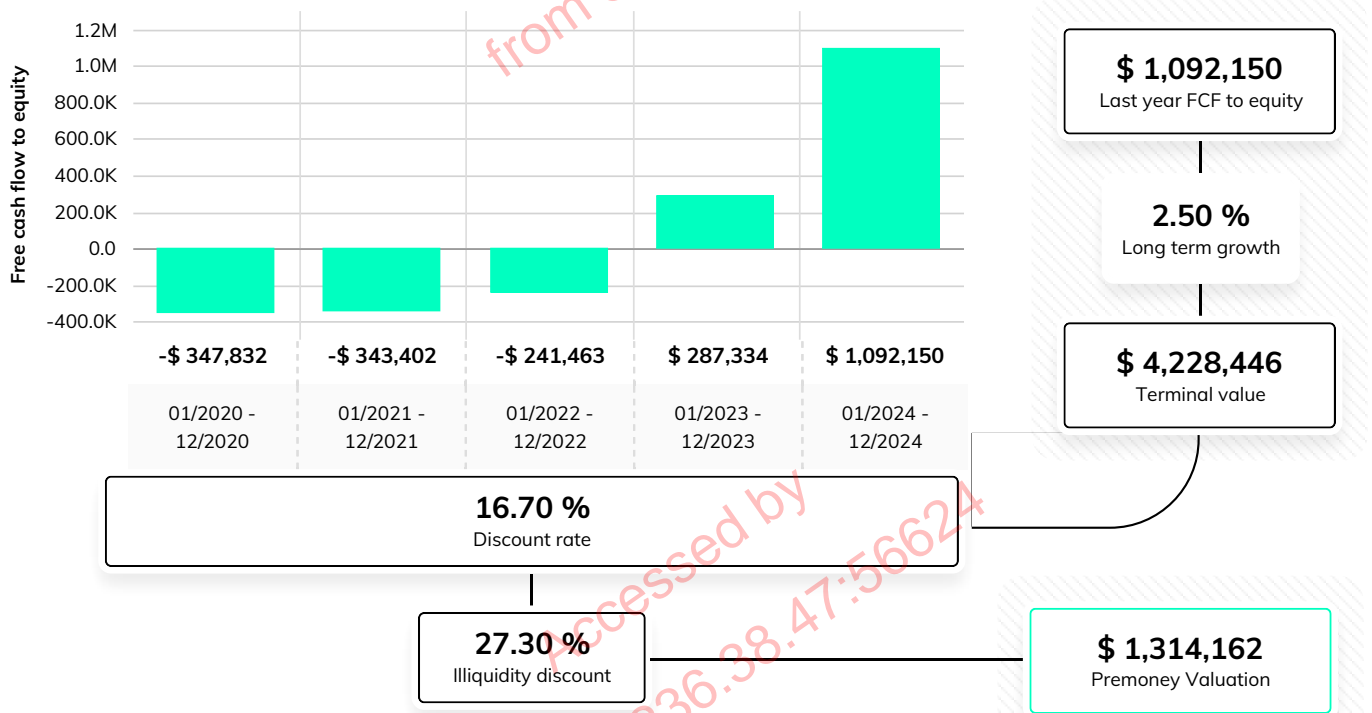 Free cash flow to equity
1.2M
1.0M
800.0K
600.0K
400.0K
200.0K
0.0
-200.0K
-400.0K
-$ 347,832
-$ 343,402
-$ 241,463
$ 287,334
$ 1,092,150
01/2020 -
12/2020
01/2021 -
12/2021
01/2022 -
12/2022
01/2023 -
12/2023
01/2024 -
12/2024
16.70 %
Discount rate
27.30 %
Illiquidity discount
$ 1,092,150
Last year FCF to equity
2.50 %
Long term growth
$ 4,228,446
Terminal value
$ 1,314,162
Premoney Valuation
from
Accessed by
236.38.47:56624